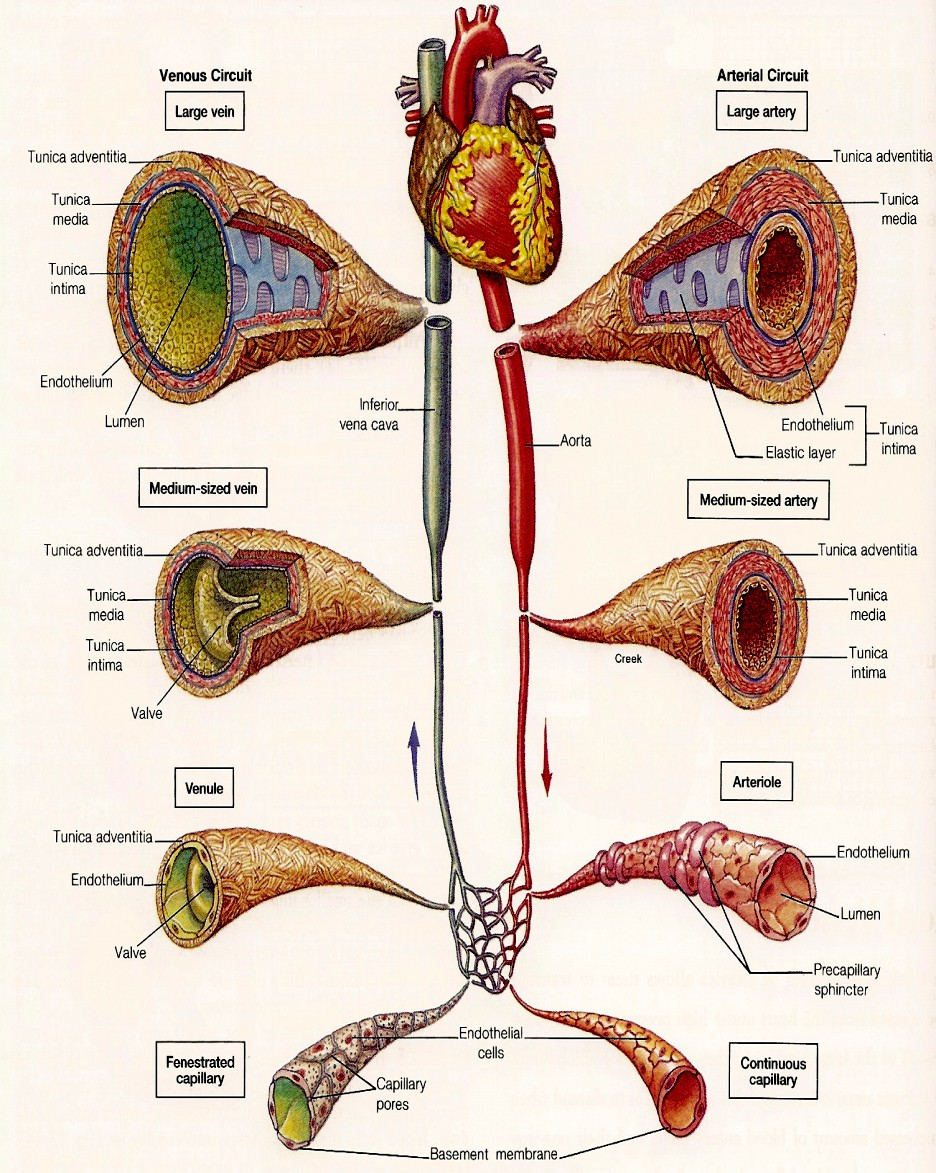 Venous Circuit
Large vein
Tunica adventitia
Tunica
media
Tunica
intima
Endothelium
Lumen
Arterial Circuit
Large artery
Tunica adventitia
Tunica
media
Endothelium
Elastic layer
Tunica
intima
Inferior
vena cava
Aorta
Medium-sized vein
Tunica adventitia
Tunica
media
Tunica
intima
Valve
Medium-sized artery
Tunica adventitia
Tunica
media
Tunica
intima
Creek
Venule
Tunica adventitia
Endothelium
Valve
Arteriole
Endothelium
Lumen
Precapillary
sphincter
Fenestrated
capillary
Endothelial
cells
Capillary
pores
Continuous
capillary
Basement membrane